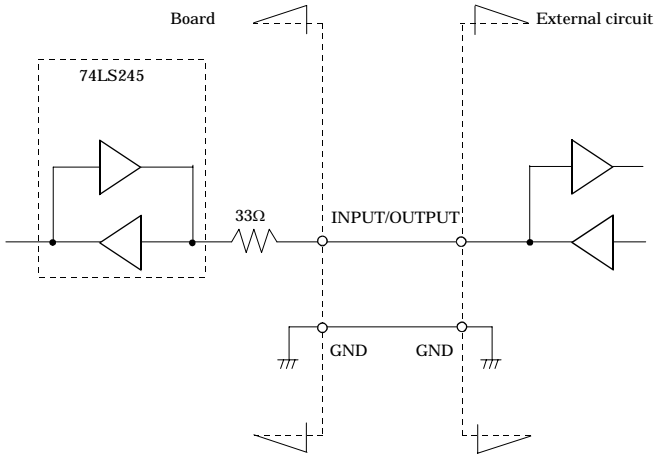 Board
External circuit
74LS245
33Ω
INPUT/OUTPUT
GND
GND